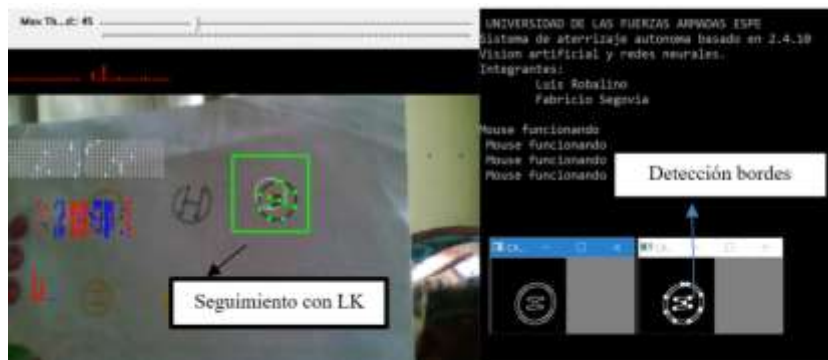 Max Th...d: 45
UNIVERSIDAD DE LAS FUERZAS ARMADAS ESPE
Sistema de aterrizaje autonoma basado en 2.4.10
Vision artificial y redes neurales.
Integrantes:
Luis Robalino
Fabricio Segovia
Mouse funcionando
Mouse funcionando
Mouse funcionando
Mouse funcionando
Detección bordes
Seguimiento con LK
H